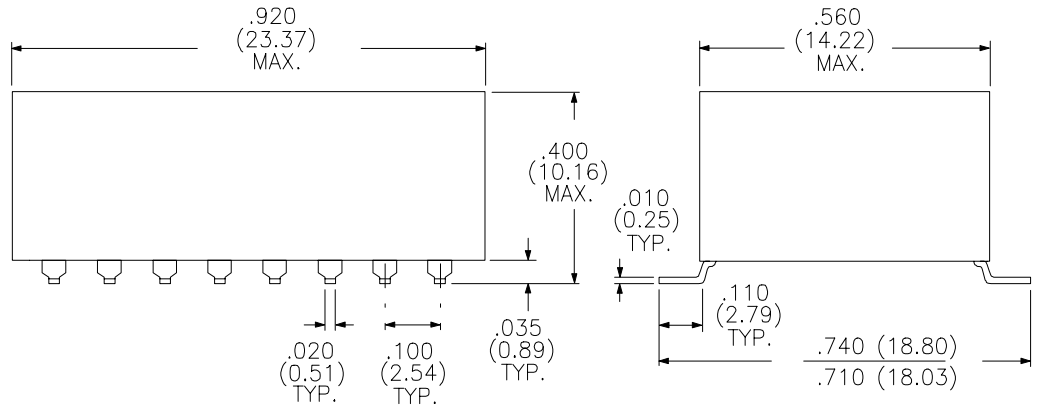 .920
(23.37)
MAX.
.560
(14.22)
MAX.
.400
(10.16)
MAX.
.010
(0.25)
TYP.
.110
(2.79)
TYP.
.035
(0.89)
TYP.
.020
(0.51)
TYP.
.100
(2.54)
TYP.
.740 (18.80)
.710 (18.03)